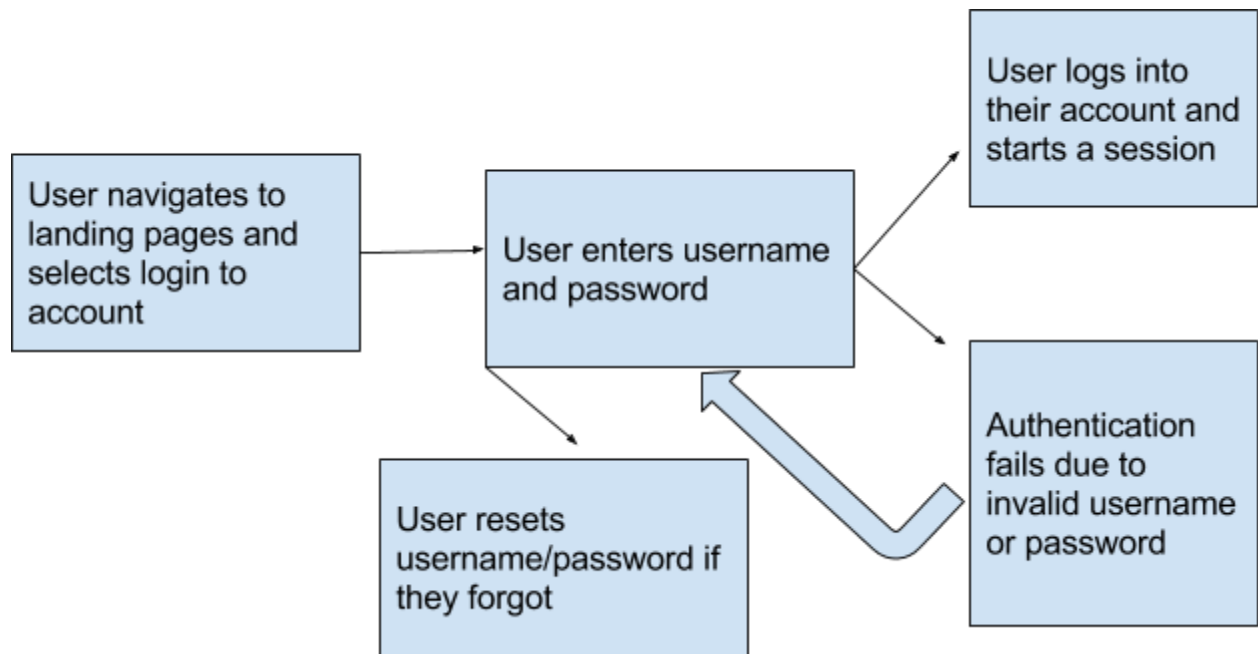 User navigates to
landing pages and
selects login to
account
User enters username
and password
User logs into
their account and
starts a session
Authentication
fails due to
invalid username
or password
User resets
username/password if
they forgot